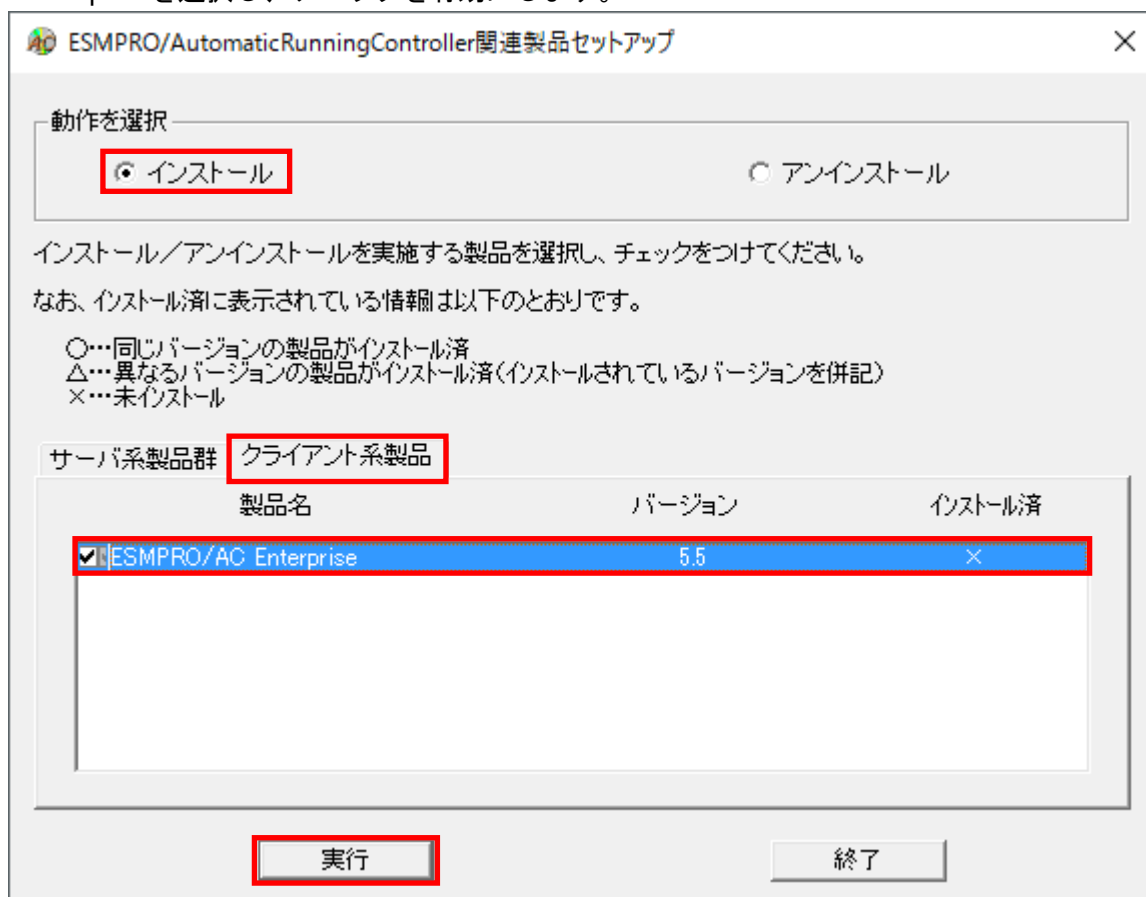 ESMPRO/AutomaticRunningController関連製品セットアップ
動作を選択
インストール
アンインストール
インストール/アンインストールを実施する製品を選択し、チェックをつけてください。
なお、インストール済に表示されている情報は以下のとおりです。
○…同じバージョンの製品がインストール済
△…異なるバージョンの製品がインストール済(インストールされているバージョンを併記)
×…未インストール
サーバ系製品群 クライアント系製品
製品名 バージョン インストール済
ESMPRO/AC Enterprise 5.5 ×
実行 終了